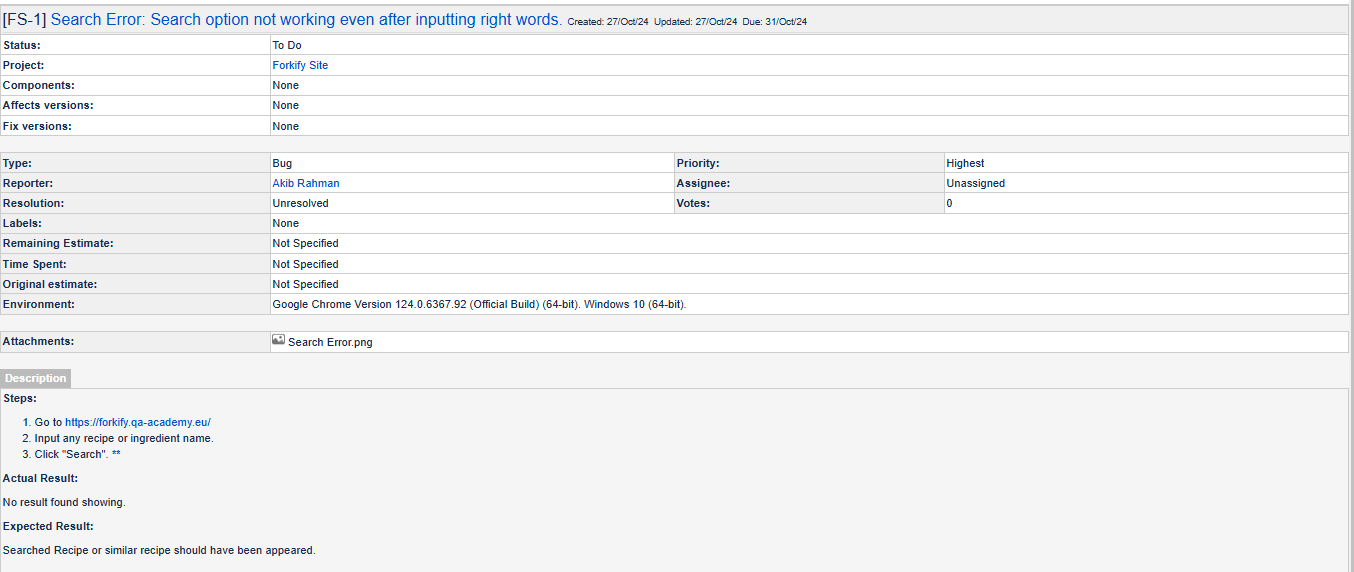 [FS-1] Search Error: Search option not working even after inputting right words. Created: 27/Oct/24 Updated: 27/Oct/24 Due: 31/Oct/24
Status: To Do
Project: Forkify Site
Components: None
Affects versions: None
Fix versions: None
Type: Bug Priority: Highest
Reporter: Akib Rahman Assignee: Unassigned
Resolution: Unresolved Votes: 0
Labels: None
Remaining Estimate: Not Specified
Time Spent: Not Specified
Original estimate: Not Specified
Environment: Google Chrome Version 124.0.6367.92 (Official Build) (64-bit). Windows 10 (64-bit).
Attachments: Search Error.png
Description
Steps:
1. Go to https://forkify.qa-academy.eu/
2. Input any recipe or ingredient name.
3. Click "Search". **
Actual Result:
No result found showing.
Expected Result:
Searched Recipe or similar recipe should have been appeared.